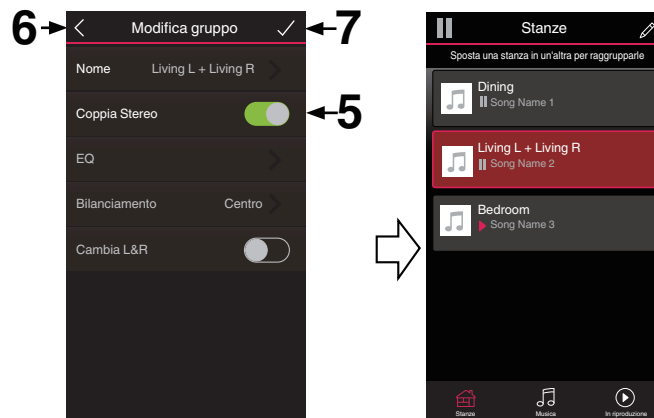 6
Modifica gruppo
7
Nome Living L + Living R
Coppia Stereo
5
EQ
Bilanciamento Centro
Cambia L&R
Stanze
Sposta una stanza in un'altra per raggrupparle
Dining
Song Name 1
Living L + Living R
Song Name 2
Bedroom
Song Name 3
Stanze Musica In riproduzione